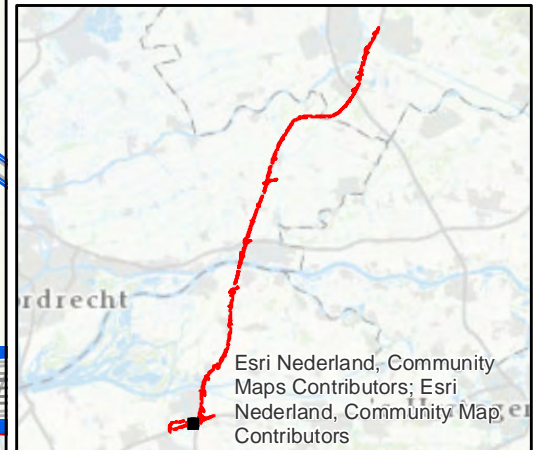 ordrecht
Esri Nederland, Community
Maps Contributors; Esri
Nederland, Community Map
Contributors